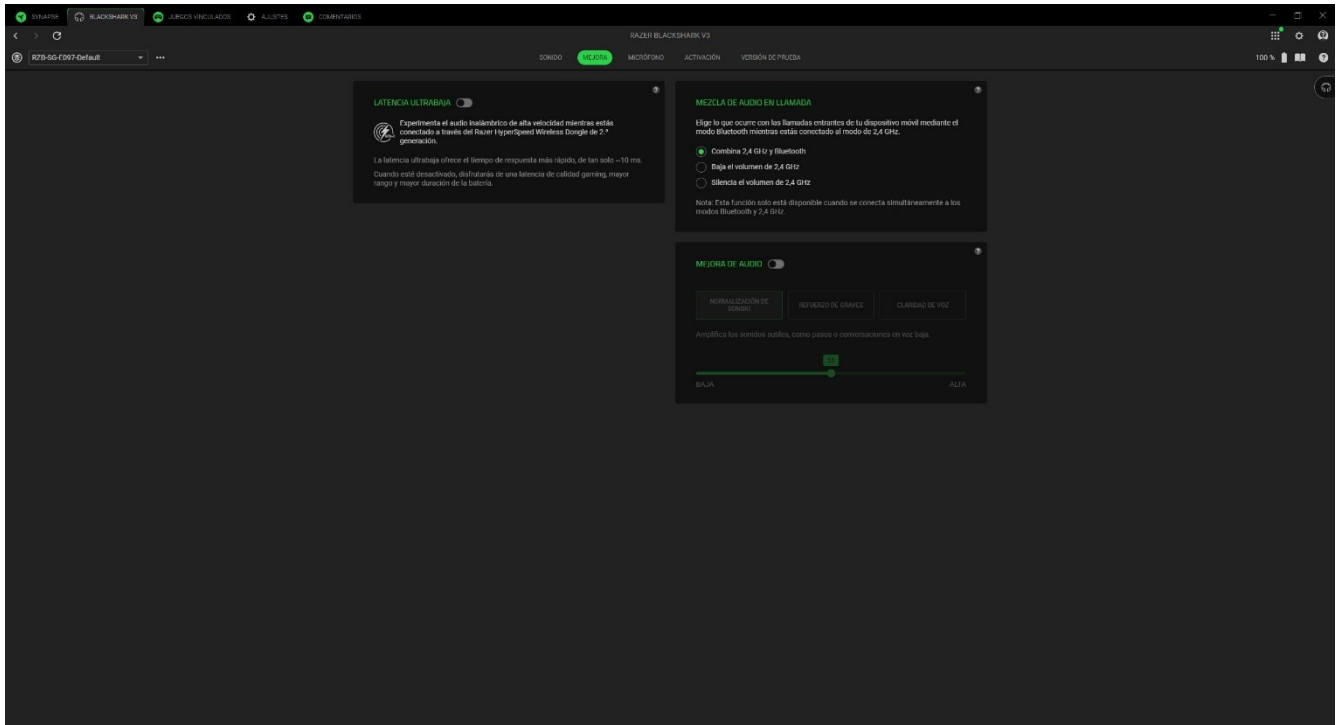 SYNAPSE BLACKSHARK V3 JUEGOS VINCULADOS AJUSTES COMENTARIOS
RAZER BLACKSHARK V3
RZB-SG-E097-Default
SONIDO MEJORA MICRÓFONO ACTIVACIÓN VERSIÓN DE PRUEBA
100 %
LATENCIA ULTRABAJA
Experimenta el audio inalámbrico de alta velocidad mientras estás
conectado a través del Razer HyperSpeed Wireless Dongle de 2.ª
generación.
La latencia ultrabaja ofrece el tiempo de respuesta más rápido, de tan solo ~10 ms.
Cuando esté desactivado, disfrutarás de una latencia de calidad gaming, mayor
rango y mayor duración de la batería.
MEZCLA DE AUDIO EN LLAMADA
Elige lo que ocurre con las llamadas entrantes de tu dispositivo móvil mediante el
modo Bluetooth mientras estás conectado al modo de 2,4 GHz.
Combina 2,4 GHz y Bluetooth
Baja el volumen de 2,4 GHz
Silencia el volumen de 2,4 GHz
Nota: Esta función solo está disponible cuando se conecta simultáneamente a los
modos Bluetooth y 2,4 GHz.
MEJORA DE AUDIO
NORMALIZACIÓN DE
SONIDO
REFUERZO DE GRAVES
CLARIDAD DE VOZ
Amplifica los sonidos sutiles, como pasos o conversaciones en voz baja.
BAJA ALTA